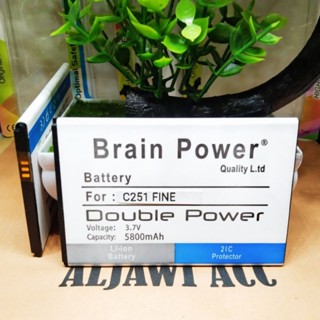 Brain Power®
Quality L.td
Battery
For : C251 FINE
Double Power
Voltage: 3.7V
Capacity: 5800mAh
Li-ion
Battery
2IC
Protector
ALJAWI ACC